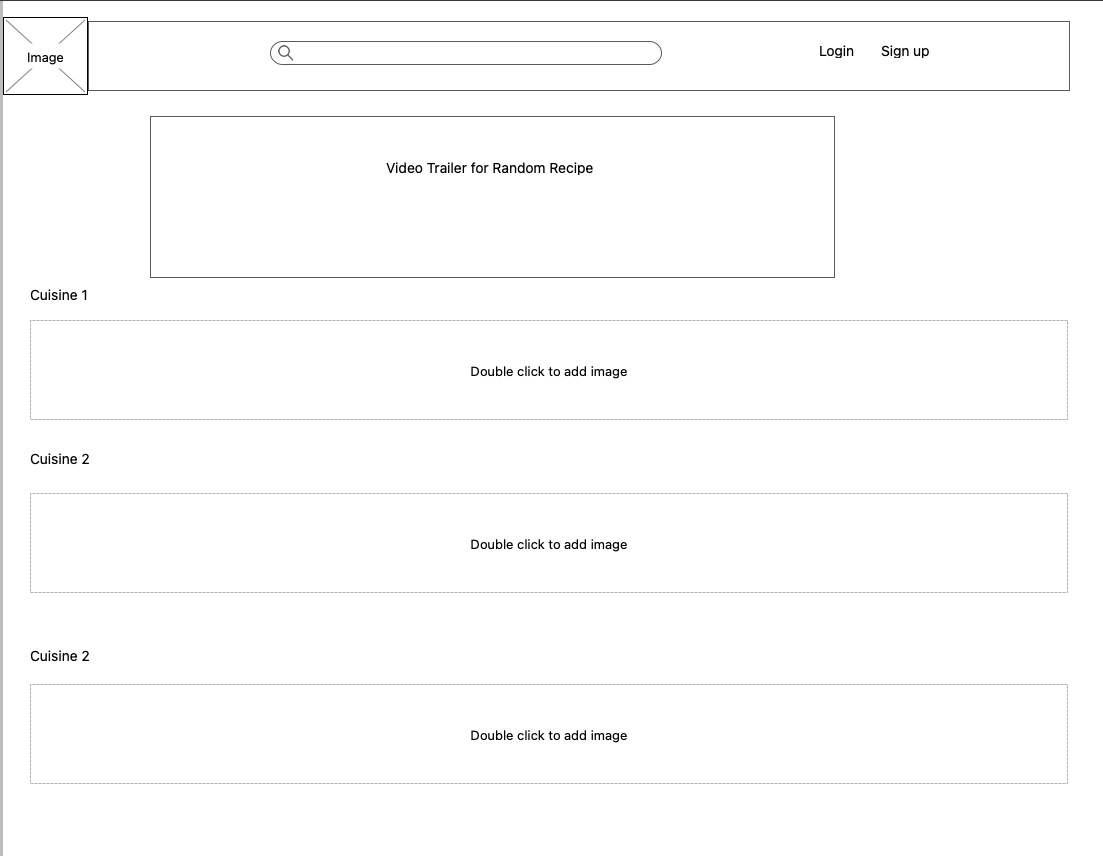 Image
Login
Sign up
Video Trailer for Random Recipe
Cuisine 1
Double click to add image
Cuisine 2
Double click to add image
Cuisine 2
Double click to add image